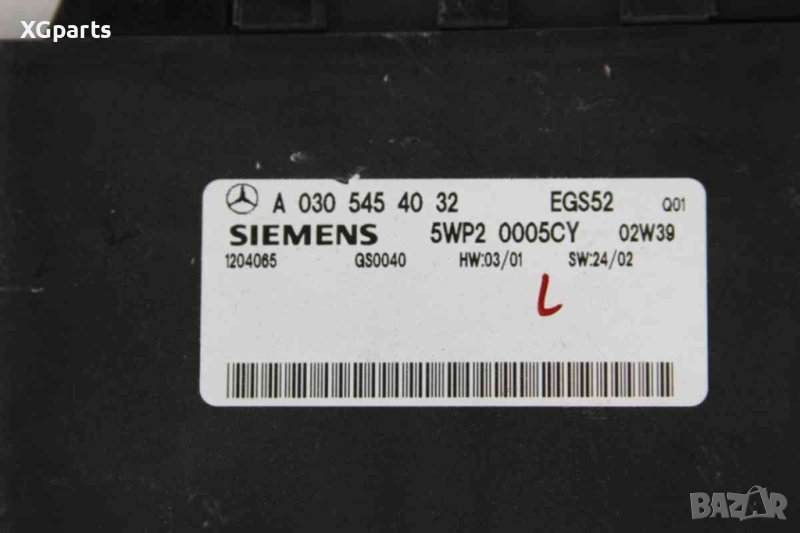 XGparts
A 030 545 40 32 EGS52 Q01
SIEMENS 5WP2 0005CY 02W39
1204065 GS0040 HW:03/01 SW:24/02
L
BAZAR